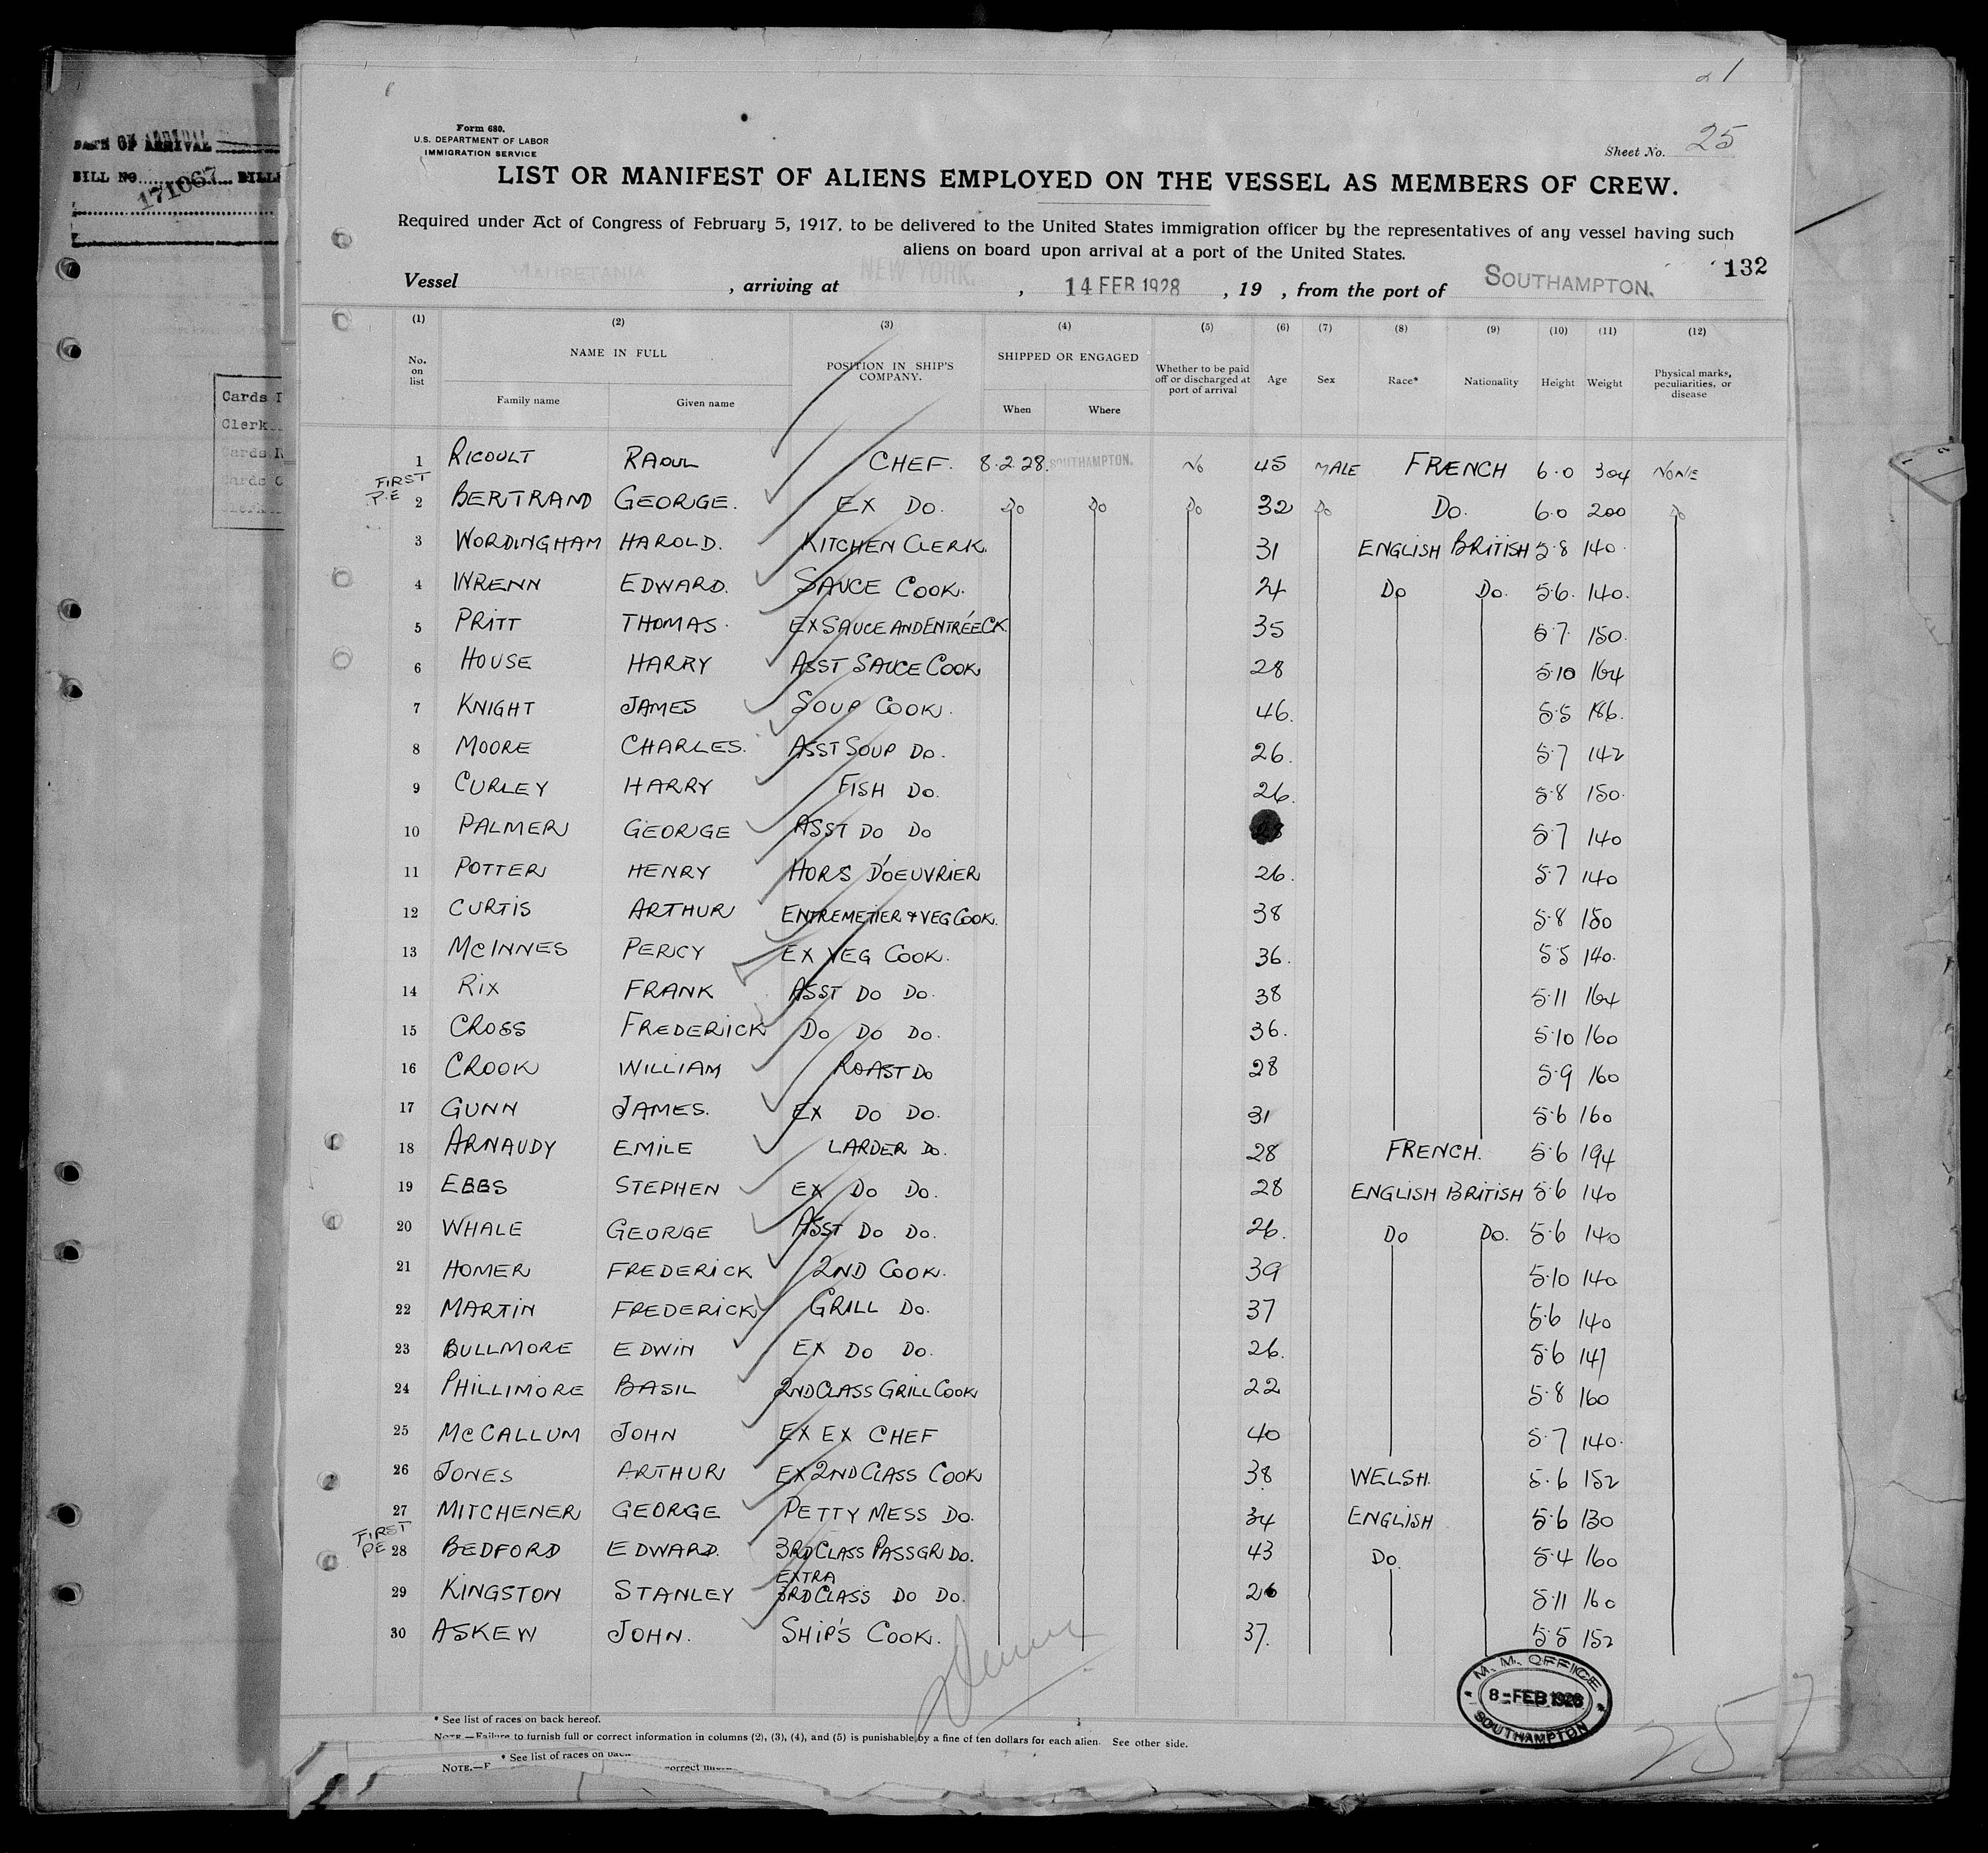 1
25
Form 680.
U.S. DEPARTMENT OF LABOR
IMMIGRATION SERVICE
Sheet No.
DATE OF ARRIVAL
BILL NO. 171067
Cards
Clerk
Cards
Cards
LIST OR MANIFEST OF ALIENS EMPLOYED ON THE VESSEL AS MEMBERS OF CREW.
Required under Act of Congress of February 5, 1917, to be delivered to the United States immigration officer by the representatives of any vessel having such
aliens on board upon arrival at a port of the United States.
132
Vessel MAURETANIA , arriving at NEW YORK. , 14 FEB 1928 , 19 , from the port of SOUTHAMPTON.
(1) (2) (3) (4) (5) (6) (7) (8) (9) (10) (11) (12)
No. on list NAME IN FULL POSITION IN SHIP'S COMPANY. SHIPPED OR ENGAGED Whether to be paid off or discharged at port of arrival Age Sex Race* Nationality Height Weight Physical marks, peculiarities, or disease
Family name Given name When Where
1 RICOULT RAOUL CHEF. 8.2.28. SOUTHAMPTON. No 45 MALE FRENCH 6.0 304 NONE
FIRST
P.E 2 BERTRAND GEORGE. EX DO. Do Do Do 32 Do Do. 6.0 200 Do
3 WORDINGHAM HAROLD. KITCHEN CLERK. 31 ENGLISH BRITISH 5.8 140.
4 WRENN EDWARD. SAUCE COOK. 24 Do Do. 5.6. 140.
5 PRITT THOMAS. EX SAUCE AND ENTRÉE CK. 35 5.7. 150.
6 HOUSE HARRY ASST SAUCE COOK 28 5.10 164
7 KNIGHT JAMES SOUP COOK. 46. 5.5 186.
8 MOORE CHARLES. ASST SOUP DO. 26. 5.7 142
9 CURLEY HARRY FISH DO. 26. 5.8 150.
10 PALMER GEORGE ASST DO DO 28 5.7 140
11 POTTER HENRY HORS D'OEUVRIER 26. 5.7 140
12 CURTIS ARTHUR ENTREMETIER & VEG COOK. 38 5.8 150
13 McINNES PERCY EX VEG COOK. 36. 5.5 140.
14 RIX FRANK ASST DO DO. 38 5.11 164
15 CROSS FREDERICK DO DO DO. 36. 5.10 160
16 CROOK WILLIAM ROAST DO 28 5.9 160
17 GUNN JAMES. EX DO DO. 31 5.6 160
18 ARNAUDY EMILE LARDER DO. 28 FRENCH. 5.6 194
19 EBBS STEPHEN EX DO DO. 28 ENGLISH BRITISH 5.6 140
20 WHALE GEORGE ASST DO DO. 26. Do Do. 5.6 140
21 HOMER FREDERICK 2ND COOK. 39 5.10 140
22 MARTIN FREDERICK GRILL DO. 37 5.6 140
23 BULLMORE EDWIN EX DO DO. 26. 5.6 147
24 PHILLIMORE BASIL 2ND CLASS GRILL COOK 22 5.8 160
25 McCALLUM JOHN EX EX CHEF 40 5.7 140.
26 JONES ARTHUR EX 2ND CLASS COOK 38. WELSH. 5.6 152
27 MITCHENER GEORGE PETTY MESS DO. 34 ENGLISH 5.6 130
FIRST
PE 28 BEDFORD EDWARD. 3RD CLASS PASSGR DO. 43 Do. 5.4 160
29 KINGSTON STANLEY EXTRA 3RD CLASS DO DO. 26 5.11 160
30 ASKEW JOHN. SHIP'S COOK. 37. 5.5 152
M. M. OFFICE
8 - FEB 1928
SOUTHAMPTON
* See list of races on back hereof.
NOTE.—Failure to furnish full or correct information in columns (2), (3), (4), and (5) is punishable by a fine of ten dollars for each alien. See other side.
* See list of races on
NOTE.—F